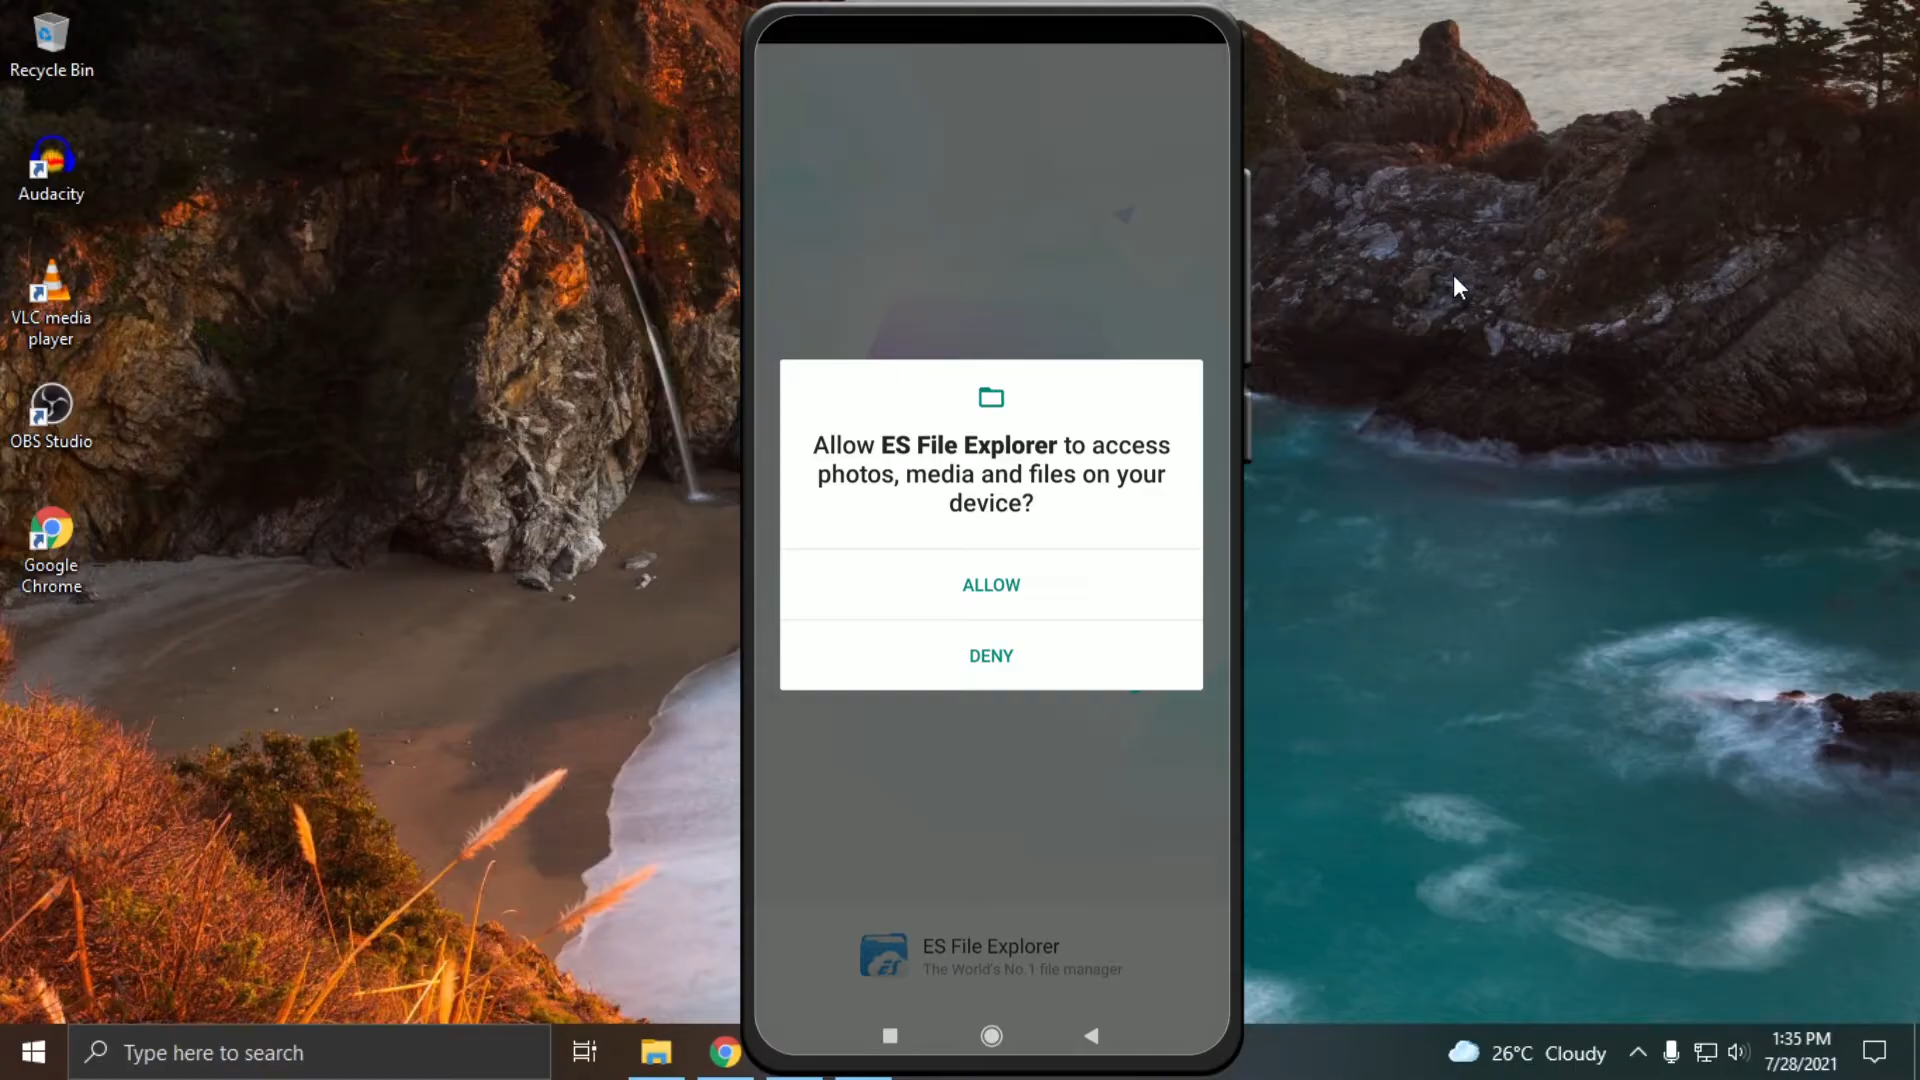 Recycle Bin
Audacity
VLC media
player
OBS Studio
Google
Chrome
Allow ES File Explorer to access
photos, media and files on your
device?
ALLOW
DENY
ES
ES File Explorer
The World's No.1 file manager
Type here to search
26°C Cloudy
1:35 PM
7/28/2021